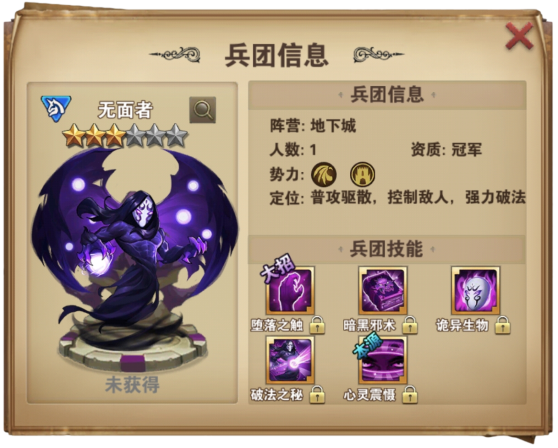 兵团信息
无面者
未获得
兵团信息
阵营: 地下城
人数: 1 资质: 冠军
势力:
定位: 普攻驱散，控制敌人，强力破法
兵团技能
大招
堕落之触 暗黑邪术 诡异生物
本源
破法之秘 心灵震慑